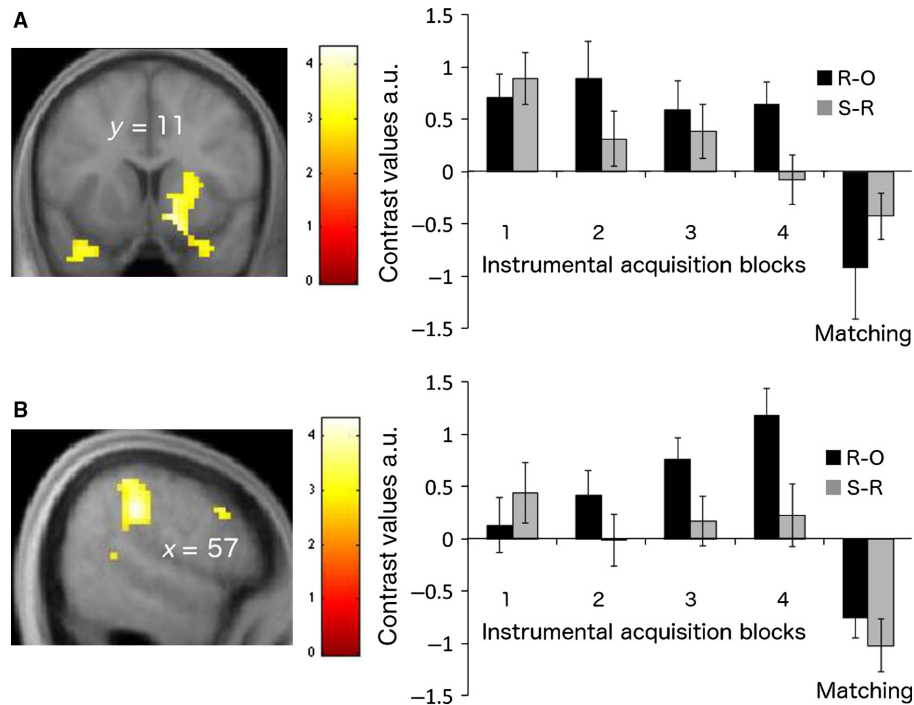 A
y = 11
4
3
2
1
0
Contrast values a.u.
1.5
1
0.5
0
−0.5
−1
−1.5
R-O
S-R
1 2 3 4
Instrumental acquisition blocks
Matching
B
x = 57
4
3
2
1
0
Contrast values a.u.
1.5
1
0.5
0
−0.5
−1
−1.5
R-O
S-R
1 2 3 4
Instrumental acquisition blocks
Matching